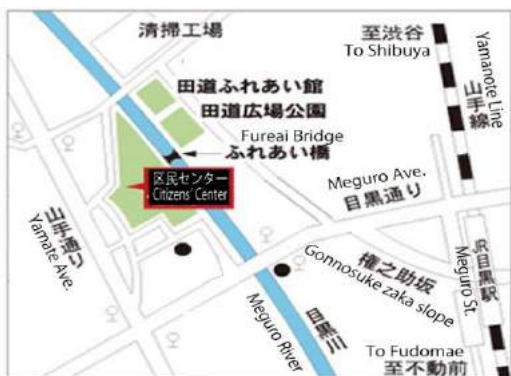 清掃工場
至渋谷
To Shibuya
田道ふれあい館
田道広場公園
Fureai Bridge
ふれあい橋
Yamanote Line
山手線
Meguro Ave.
目黒通り
区民センター
Citizens' Center
山手通り
Yamate Ave.
権之助坂
Gonnosuke zaka slope
JR目黒駅
Meguro St.
Meguro River
目黒川
To Fudomae
至不動前